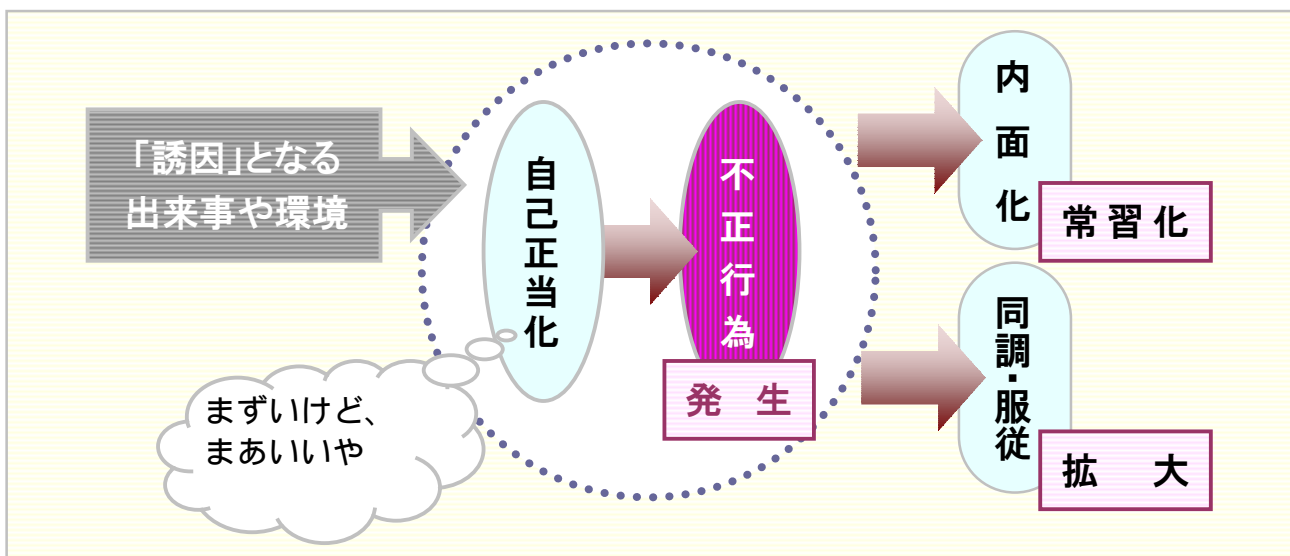 「誘因」となる
出来事や環境
自己正当化
まずいけど、
まあいいや
不正行為
発　生
内面化
常習化
同調・服従
拡　大